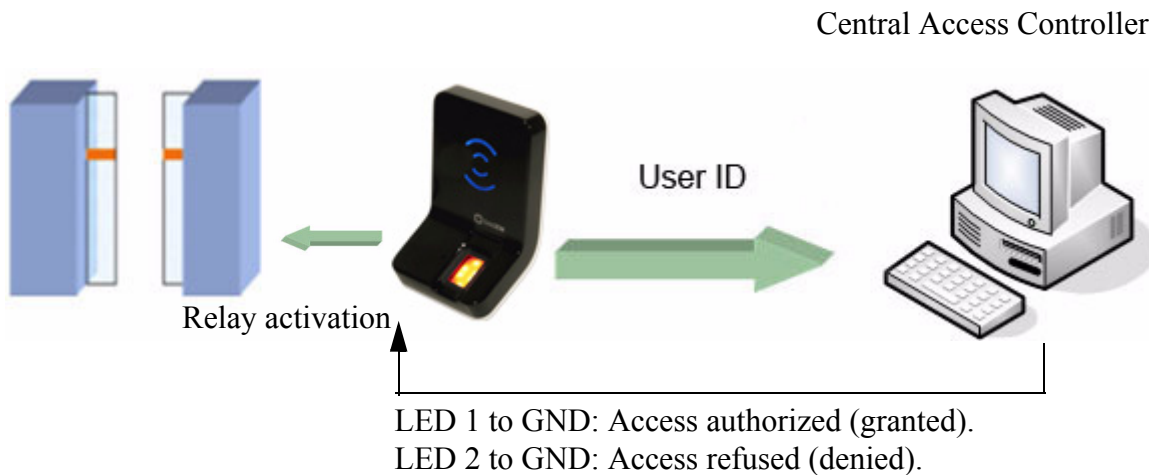 Central Access Controller
User ID
Relay activation
LED 1 to GND: Access authorized (granted).
LED 2 to GND: Access refused (denied).